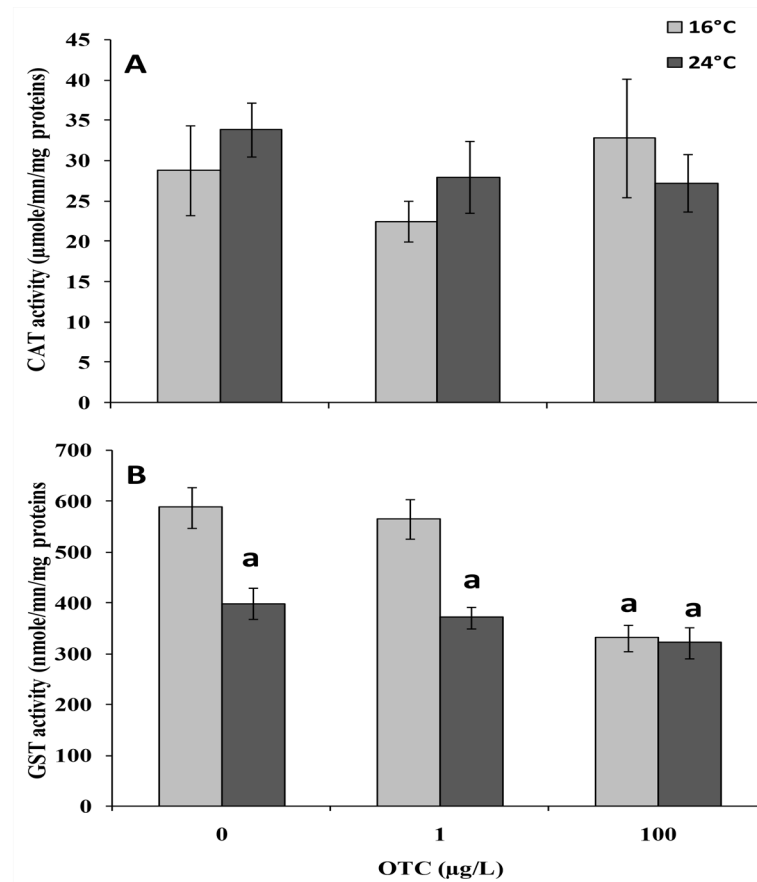 16°C
24°C
A
CAT activity (µmole/mn/mg proteins)
45
40
35
30
25
20
15
10
5
0
B
GST activity (nmole/mn/mg proteins
700
600
500
400
300
200
100
0
a
a
a
a
0 1 100
OTC (µg/L)